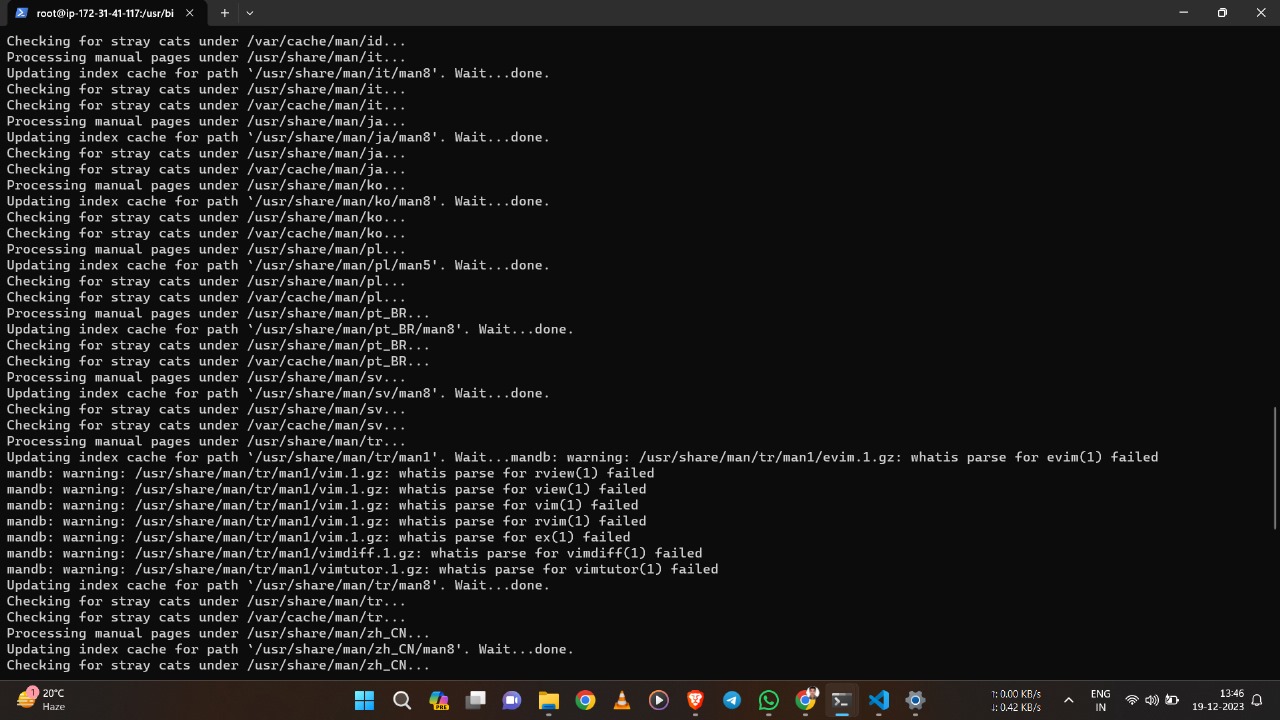 root@ip-172-31-41-117:/usr/bi
Checking for stray cats under /var/cache/man/id...
Processing manual pages under /usr/share/man/it...
Updating index cache for path `/usr/share/man/it/man8'. Wait...done.
Checking for stray cats under /usr/share/man/it...
Checking for stray cats under /var/cache/man/it...
Processing manual pages under /usr/share/man/ja...
Updating index cache for path `/usr/share/man/ja/man8'. Wait...done.
Checking for stray cats under /usr/share/man/ja...
Checking for stray cats under /var/cache/man/ja...
Processing manual pages under /usr/share/man/ko...
Updating index cache for path `/usr/share/man/ko/man8'. Wait...done.
Checking for stray cats under /usr/share/man/ko...
Checking for stray cats under /var/cache/man/ko...
Processing manual pages under /usr/share/man/pl...
Updating index cache for path `/usr/share/man/pl/man5'. Wait...done.
Checking for stray cats under /usr/share/man/pl...
Checking for stray cats under /var/cache/man/pl...
Processing manual pages under /usr/share/man/pt_BR...
Updating index cache for path `/usr/share/man/pt_BR/man8'. Wait...done.
Checking for stray cats under /usr/share/man/pt_BR...
Checking for stray cats under /var/cache/man/pt_BR...
Processing manual pages under /usr/share/man/sv...
Updating index cache for path `/usr/share/man/sv/man8'. Wait...done.
Checking for stray cats under /usr/share/man/sv...
Checking for stray cats under /var/cache/man/sv...
Processing manual pages under /usr/share/man/tr...
Updating index cache for path `/usr/share/man/tr/man1'. Wait...mandb: warning: /usr/share/man/tr/man1/evim.1.gz: whatis parse for evim(1) failed
mandb: warning: /usr/share/man/tr/man1/vim.1.gz: whatis parse for rview(1) failed
mandb: warning: /usr/share/man/tr/man1/vim.1.gz: whatis parse for view(1) failed
mandb: warning: /usr/share/man/tr/man1/vim.1.gz: whatis parse for vim(1) failed
mandb: warning: /usr/share/man/tr/man1/vim.1.gz: whatis parse for rvim(1) failed
mandb: warning: /usr/share/man/tr/man1/vim.1.gz: whatis parse for ex(1) failed
mandb: warning: /usr/share/man/tr/man1/vimdiff.1.gz: whatis parse for vimdiff(1) failed
mandb: warning: /usr/share/man/tr/man1/vimtutor.1.gz: whatis parse for vimtutor(1) failed
Updating index cache for path `/usr/share/man/tr/man8'. Wait...done.
Checking for stray cats under /usr/share/man/tr...
Checking for stray cats under /var/cache/man/tr...
Processing manual pages under /usr/share/man/zh_CN...
Updating index cache for path `/usr/share/man/zh_CN/man8'. Wait...done.
Checking for stray cats under /usr/share/man/zh_CN...
1
20°C
Haze
PRE
↑: 0.00 KB/s
↓: 0.42 KB/s
ENG
IN
13:46
19-12-2023